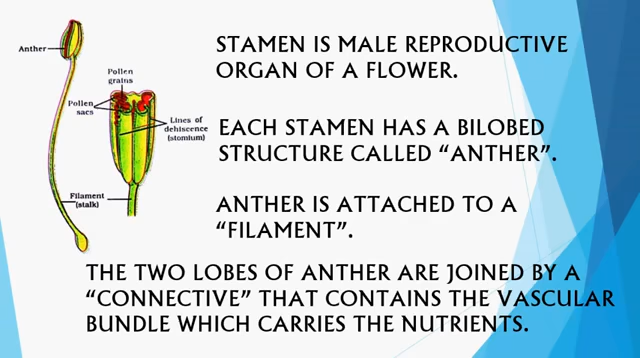 Anther
Pollen
grains
Pollen
sacs
Lines of
dehiscence
(stomium)
Filament
(stalk)
STAMEN IS MALE REPRODUCTIVE
ORGAN OF A FLOWER.
EACH STAMEN HAS A BILOBED
STRUCTURE CALLED “ANTHER”.
ANTHER IS ATTACHED TO A
“FILAMENT”.
THE TWO LOBES OF ANTHER ARE JOINED BY A
“CONNECTIVE” THAT CONTAINS THE VASCULAR
BUNDLE WHICH CARRIES THE NUTRIENTS.